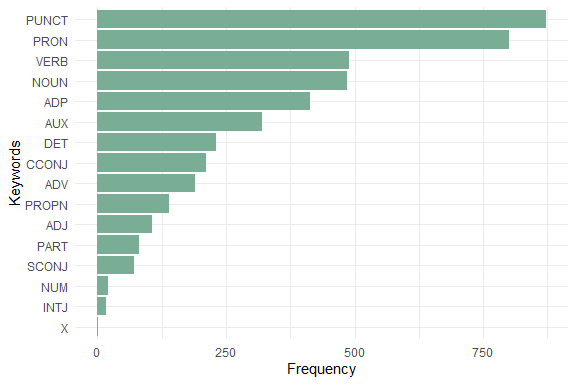 PUNCT
PRON
VERB
NOUN
ADP
AUX
DET
CCONJ
ADV
PROPN
ADJ
PART
SCONJ
NUM
INTJ
X
Keywords
0 250 500 750
Frequency